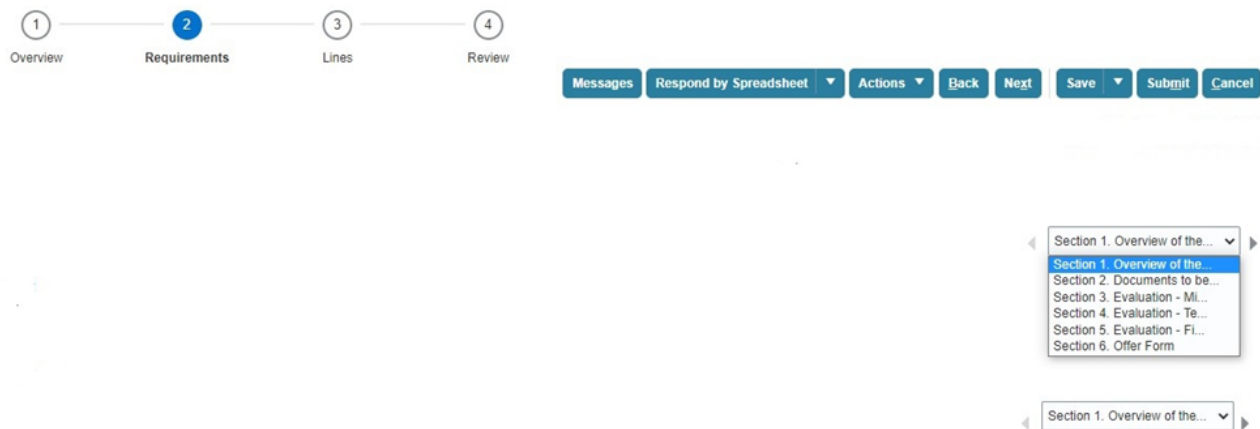 1 2 3 4
Overview Requirements Lines Review
Messages Respond by Spreadsheet Actions Back Next Save Submit Cancel
Section 1. Overview of the...
Section 1. Overview of the...
Section 2. Documents to be...
Section 3. Evaluation - Mi...
Section 4. Evaluation - Te...
Section 5. Evaluation - Fi...
Section 6. Offer Form
Section 1. Overview of the...